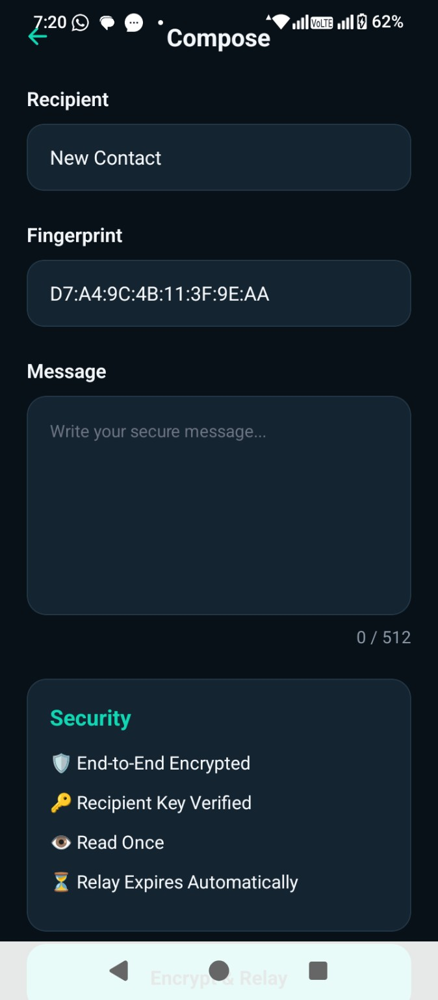 7:20 VoLTE 62%
Compose
Recipient
New Contact
Fingerprint
D7:A4:9C:4B:11:3F:9E:AA
Message
Write your secure message...
0 / 512
Security
End-to-End Encrypted
Recipient Key Verified
Read Once
Relay Expires Automatically
Encrypt & Relay